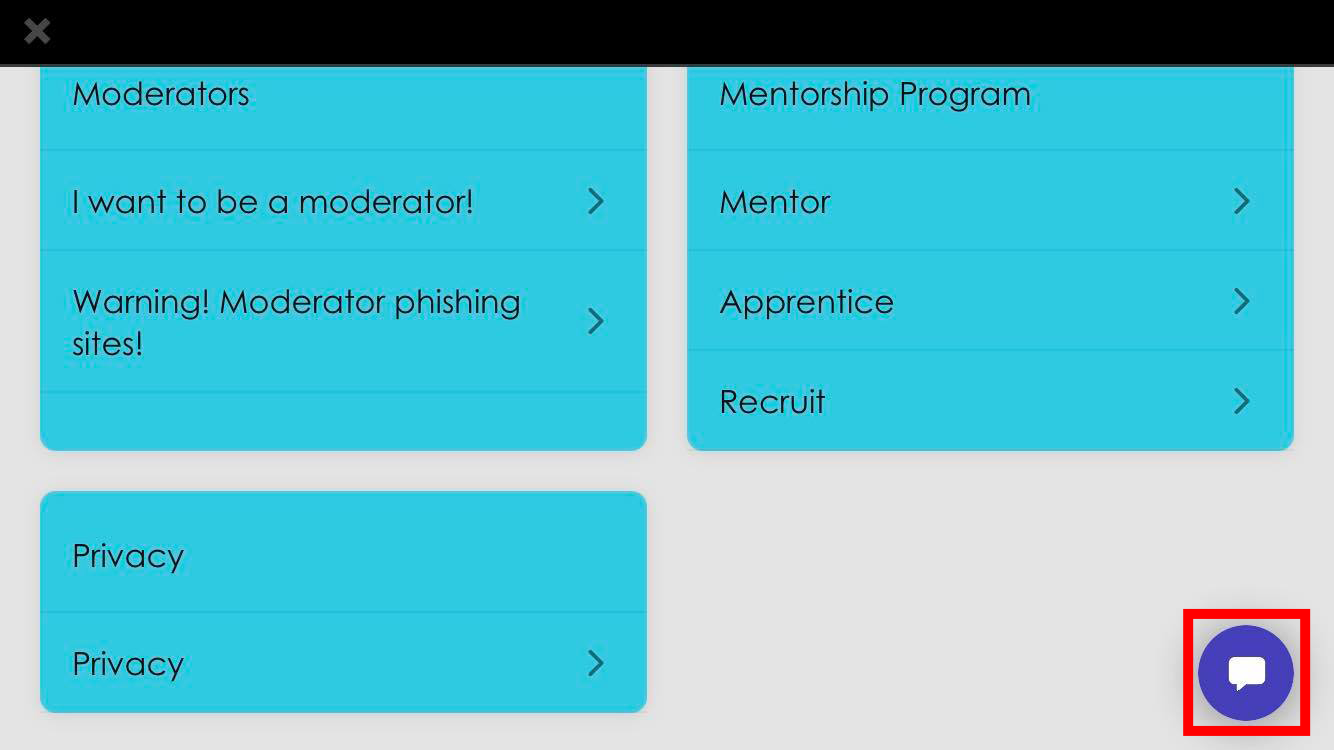 Moderators
I want to be a moderator!
Warning! Moderator phishing
sites!
Mentorship Program
Mentor
Apprentice
Recruit
Privacy
Privacy